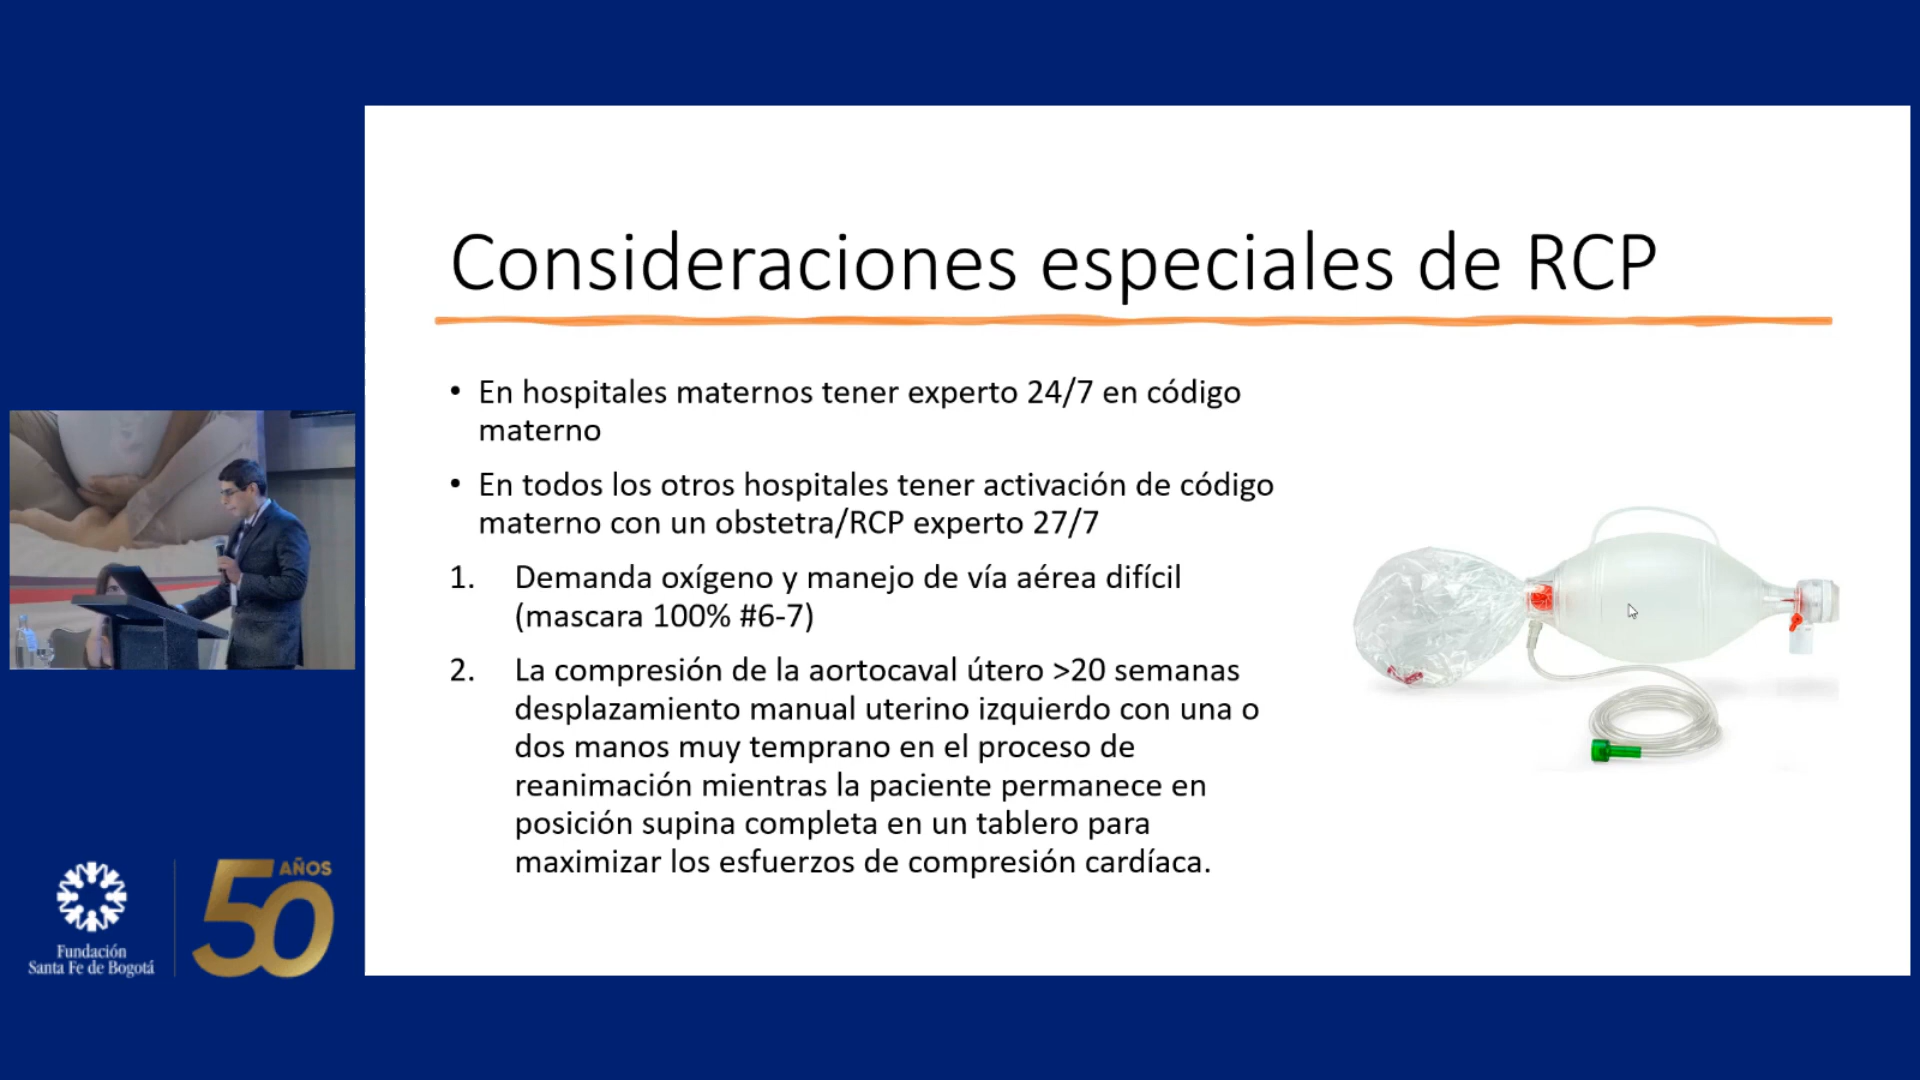 Consideraciones especiales de RCP
• En hospitales maternos tener experto 24/7 en código
materno
• En todos los otros hospitales tener activación de código
materno con un obstetra/RCP experto 27/7
1. Demanda oxígeno y manejo de vía aérea difícil
(mascara 100% #6-7)
2. La compresión de la aortocaval útero >20 semanas
desplazamiento manual uterino izquierdo con una o
dos manos muy temprano en el proceso de
reanimación mientras la paciente permanece en
posición supina completa en un tablero para
maximizar los esfuerzos de compresión cardíaca.
Fundación
Santa Fe de Bogotá
50 AÑOS